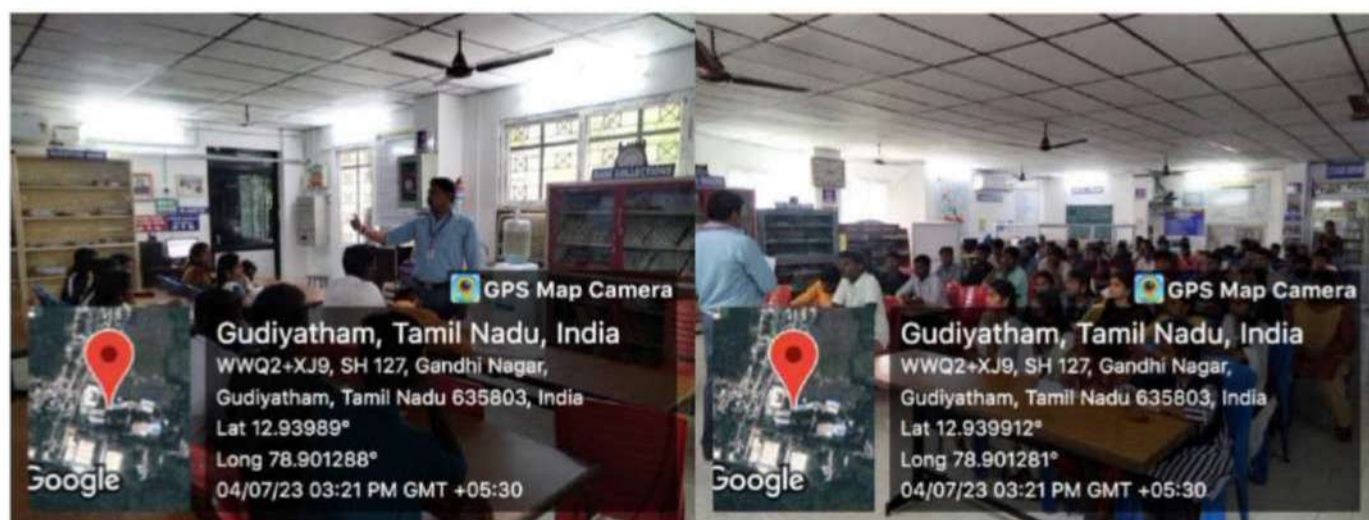 BOOK COLLECTIONS
GPS Map Camera
Gudiyatham, Tamil Nadu, India
WWQ2+XJ9, SH 127, Gandhi Nagar,
Gudiyatham, Tamil Nadu 635803, India
Lat 12.93989°
Long 78.901288°
04/07/23 03:21 PM GMT +05:30
Google
GPS Map Camera
Gudiyatham, Tamil Nadu, India
WWQ2+XJ9, SH 127, Gandhi Nagar,
Gudiyatham, Tamil Nadu 635803, India
Lat 12.939912°
Long 78.901281°
04/07/23 03:21 PM GMT +05:30
Google